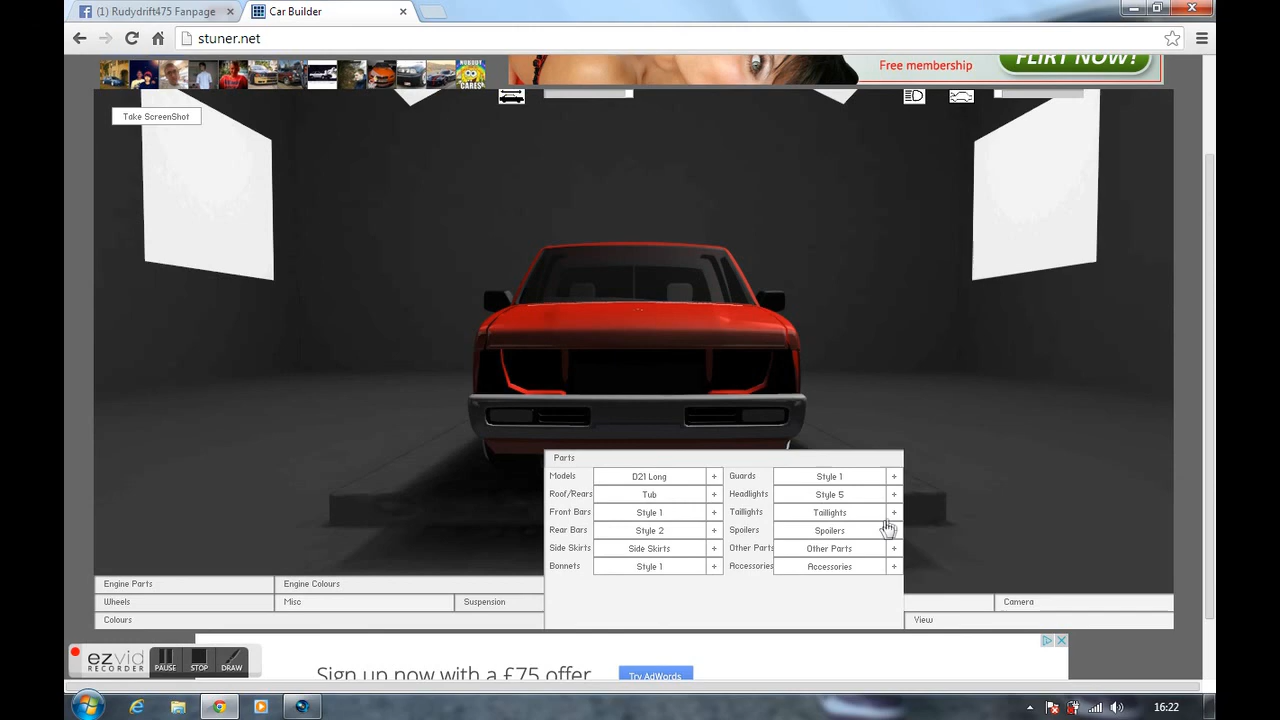 (1) Rudydrift475 Fanpage
Car Builder
stuner.net
NOBODY
CARES
Free membership
FLIRT NOW!
Take ScreenShot
Parts
Models D21 Long + Guards Style 1 +
Roof/Rears Tub + Headlights Style 5 +
Front Bars Style 1 + Taillights Taillights +
Rear Bars Style 2 + Spoilers Spoilers
Side Skirts Side Skirts + Other Parts Other Parts +
Bonnets Style 1 + Accessories Accessories +
Engine Parts Engine Colours
Wheels Misc Suspension Camera
Colours View
ezvid
RECORDER
PAUSE STOP DRAW
Sign up now with a £75 offer Try AdWords
16:22